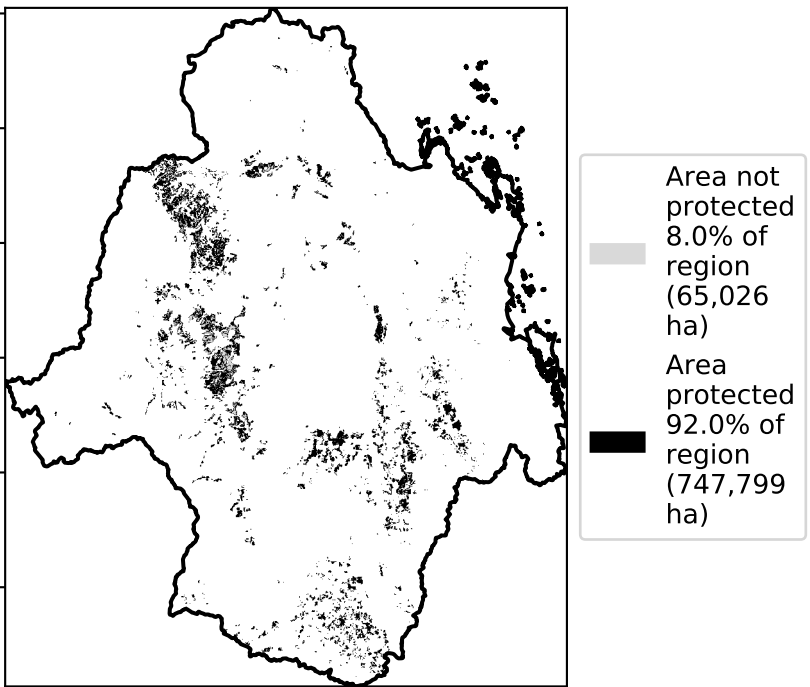 Area not
protected
8.0% of
region
(65,026
ha)
Area
protected
92.0% of
region
(747,799
ha)